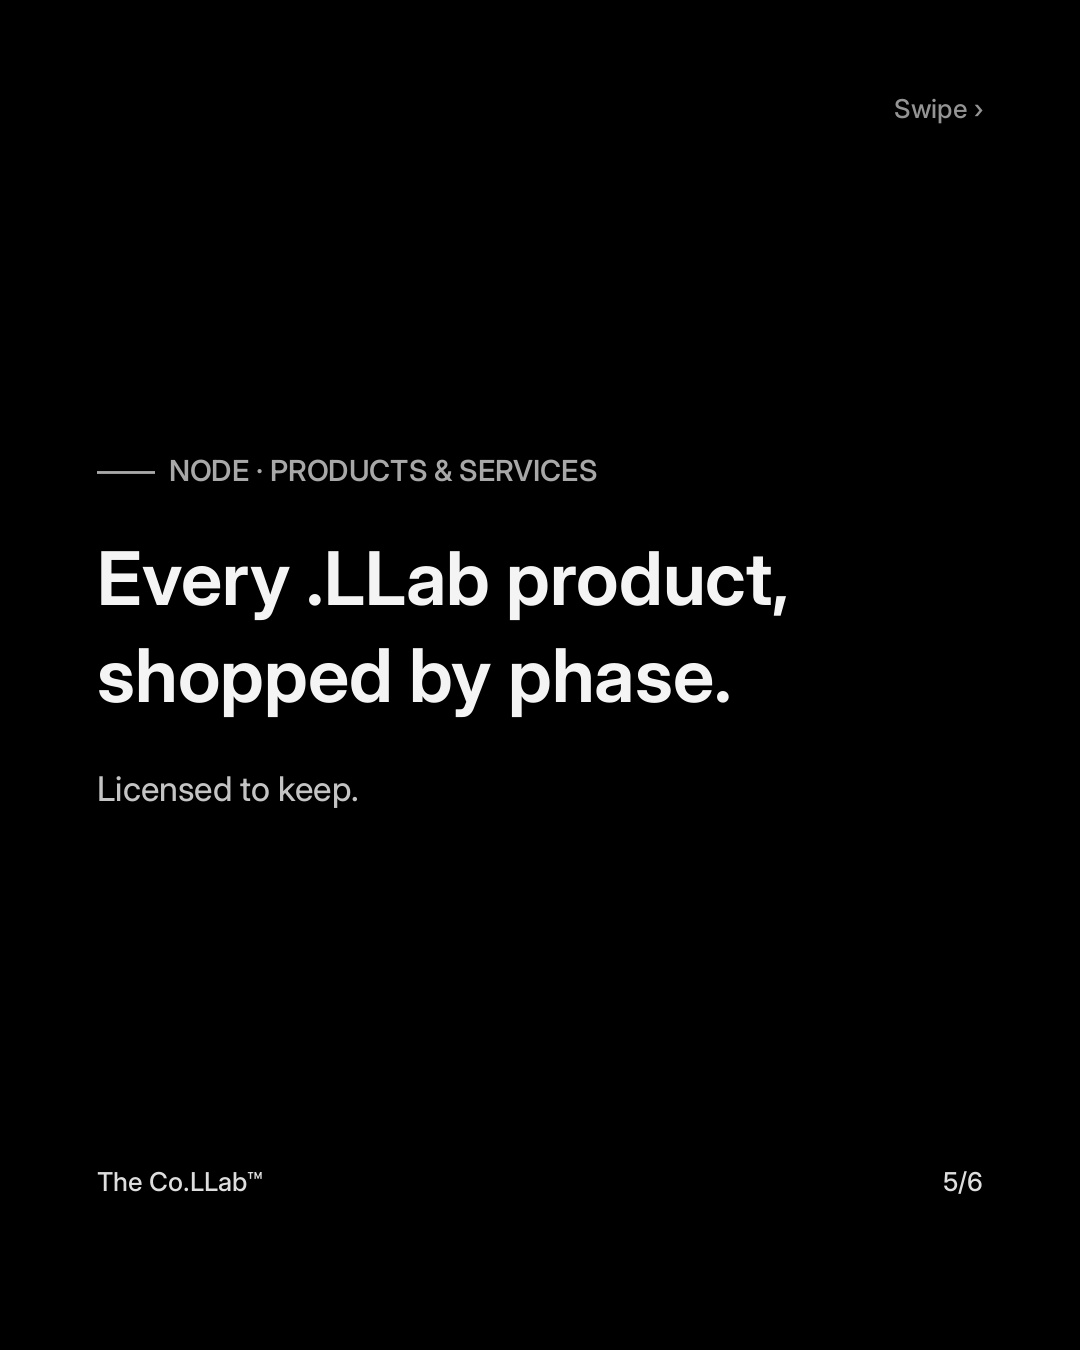 Swipe ›
NODE · PRODUCTS & SERVICES
Every .LLab product,
shopped by phase.
Licensed to keep.
The Co.LLab™
5/6